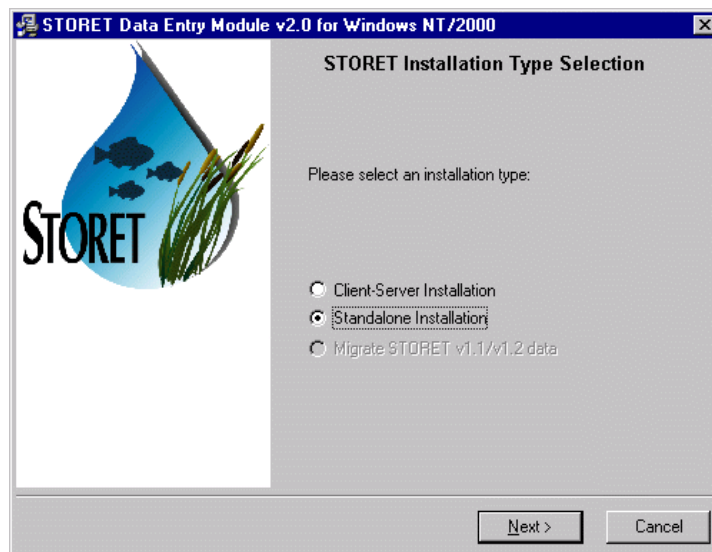 STORET Data Entry Module v2.0 for Windows NT/2000
STORET Installation Type Selection
Please select an installation type:
STORET
Client-Server Installation
Standalone Installation
Migrate STORET v1.1/v1.2 data
Next >
Cancel